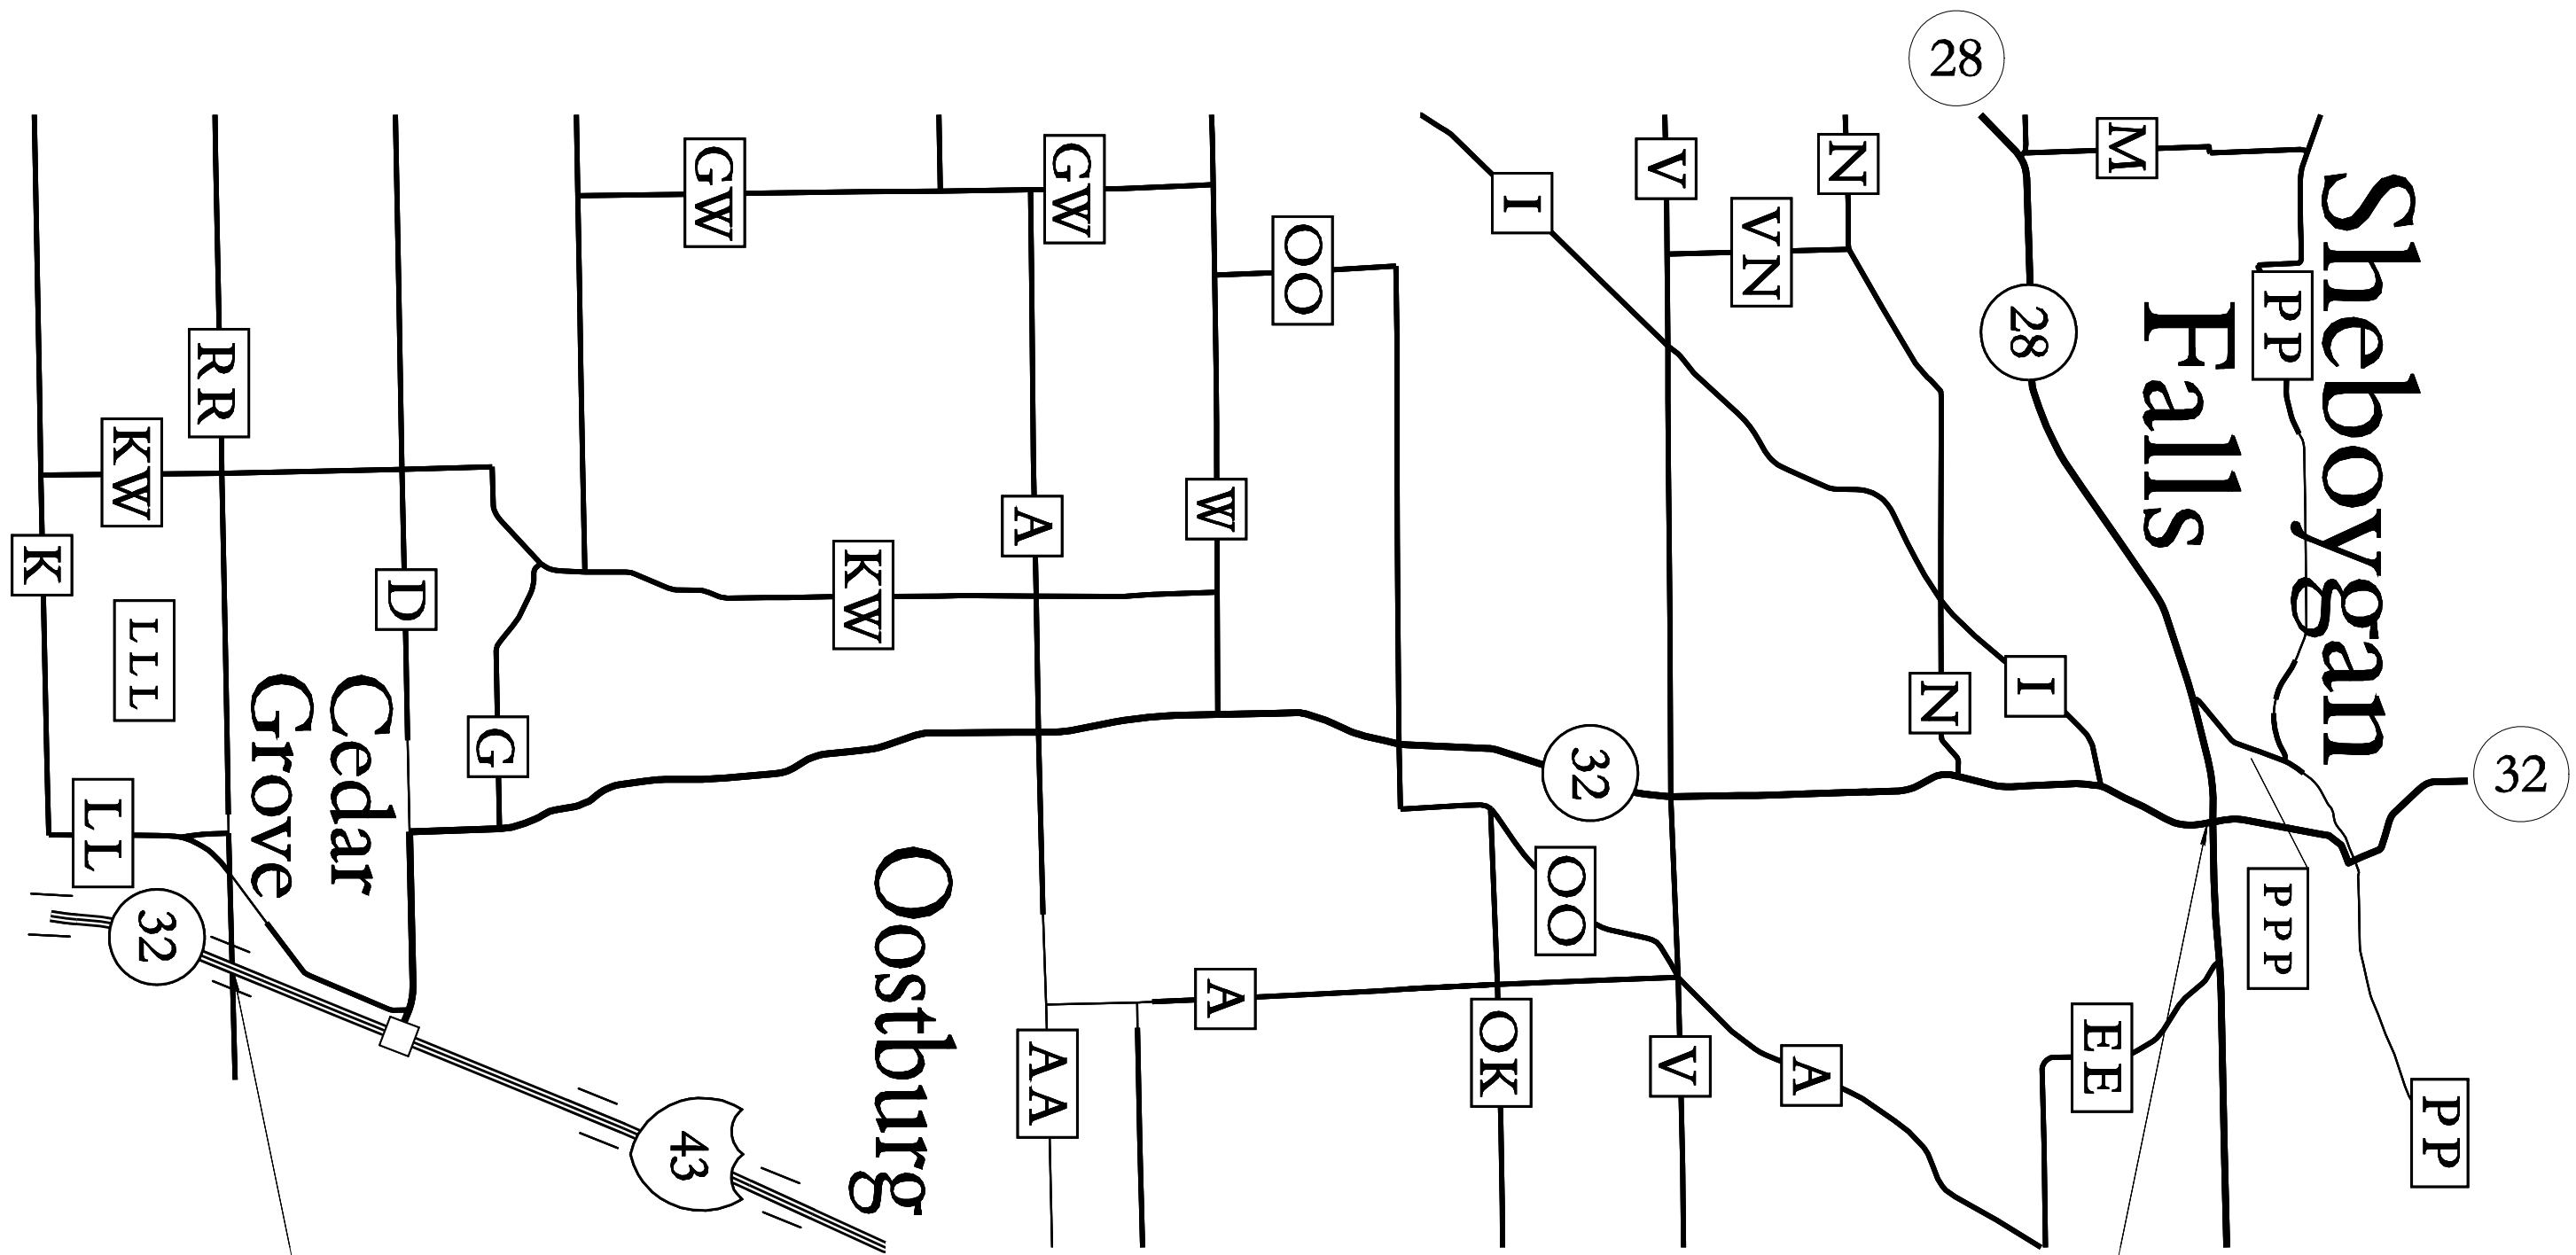 32
PP
Sheboygan
Falls
PP
PPP
M
EE
I
28
28
N
N
A
VN
V
V
32
OO
I
OK
OO
A
W
GW
AA
A
Oostburg
KW
GW
43
G
D
Cedar
Grove
RR
32
LLL
KW
LL
K